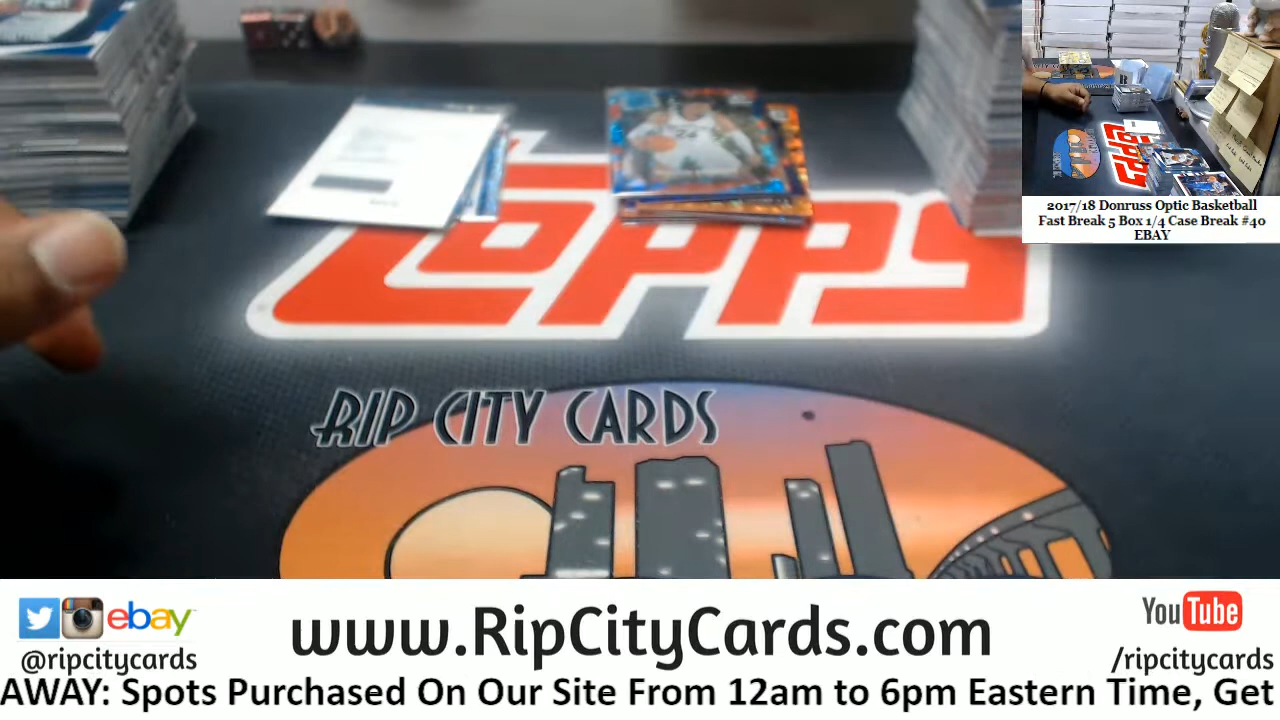 TOPPS
RIP CITY CARDS
TOPPS
2017/18 Donruss Optic Basketball
Fast Break 5 Box 1/4 Case Break #40
EBAY
ebay
@ripcitycards
www.RipCityCards.com
YouTube
/ripcitycards
AWAY: Spots Purchased On Our Site From 12am to 6pm Eastern Time, Get